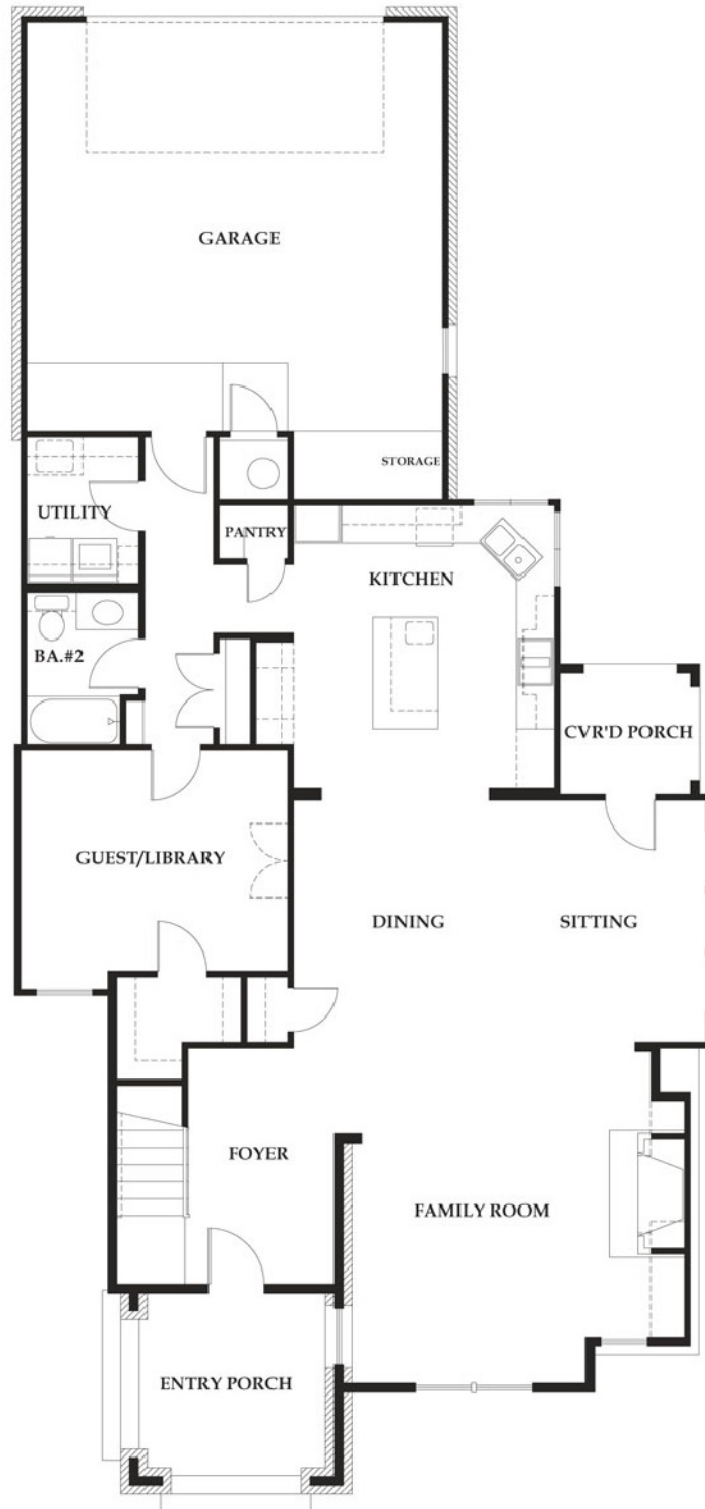 GARAGE
STORAGE
UTILITY
PANTRY
KITCHEN
BA.#2
CVR'D PORCH
GUEST/LIBRARY
DINING
SITTING
FOYER
FAMILY ROOM
ENTRY PORCH